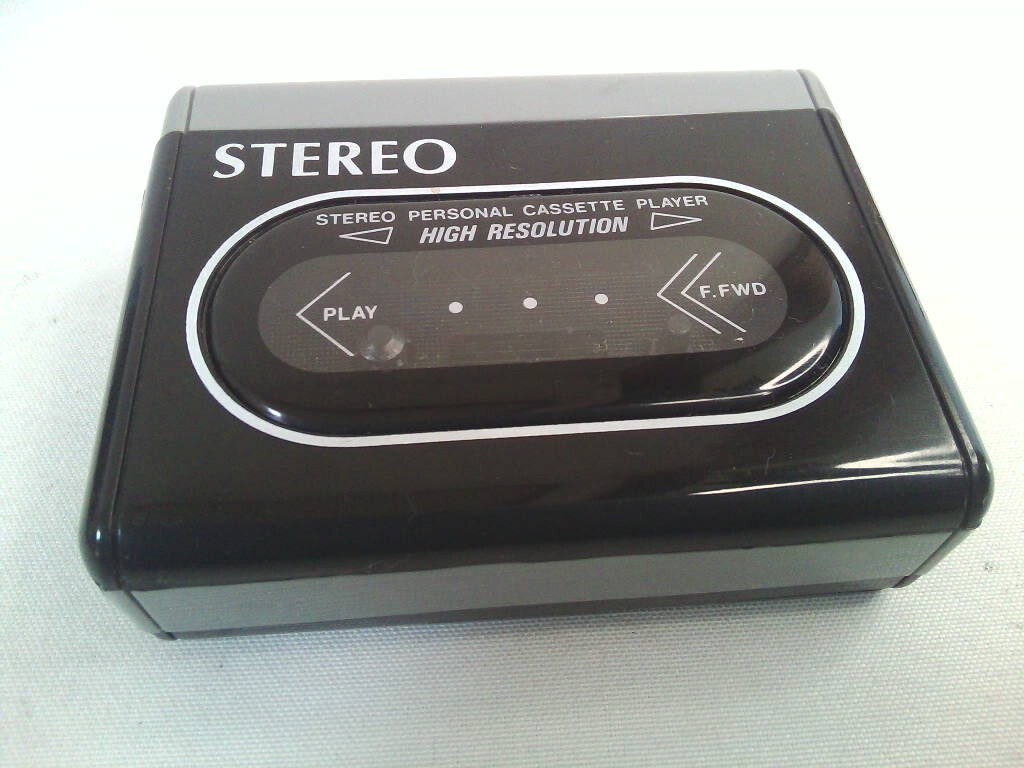 STEREO
STEREO PERSONAL CASSETTE PLAYER
HIGH RESOLUTION
PLAY
F.FWD